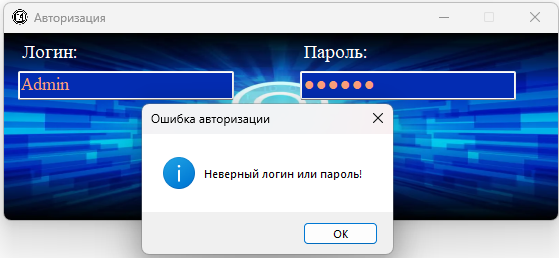 Авторизация
Логин:
Пароль:
Admin
●●●●●●
Ошибка авторизации
Неверный логин или пароль!
OK